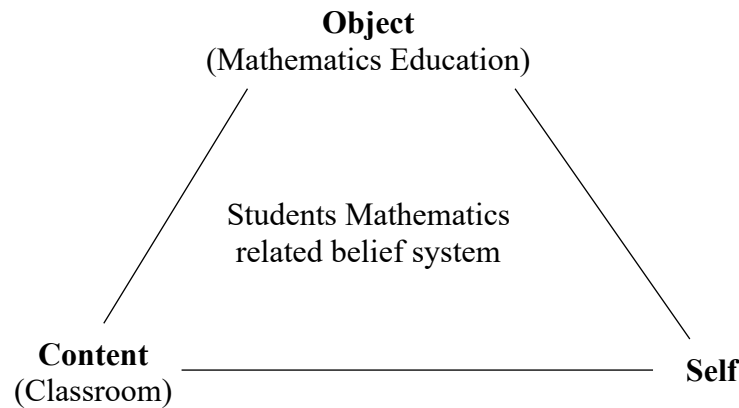 Object
(Mathematics Education)
Students Mathematics
related belief system
Content
(Classroom)
Self